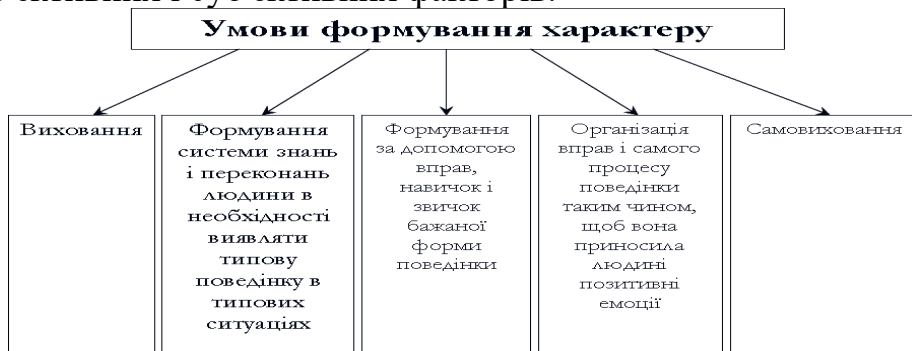 факторів.
Умови формування характеру
Виховання
Формування
системи знань
і переконань
людини в
необхідності
виявляти
типову
поведінку в
типових
ситуаціях
Формування
за допомогою
вправ,
навичок і
звичок
бажаної
форми
поведінки
Організація
вправ і самого
процесу
поведінки
таким чином,
щоб вона
приносила
людині
позитивні
емоції
Самовиховання